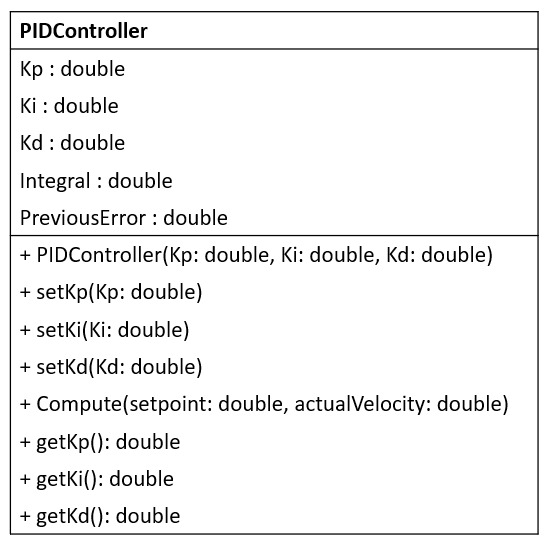 PIDController
Kp : double
Ki : double
Kd : double
Integral : double
PreviousError : double
+ PIDController(Kp: double, Ki: double, Kd: double)
+ setKp(Kp: double)
+ setKi(Ki: double)
+ setKd(Kd: double)
+ Compute(setpoint: double, actualVelocity: double)
+ getKp(): double
+ getKi(): double
+ getKd(): double